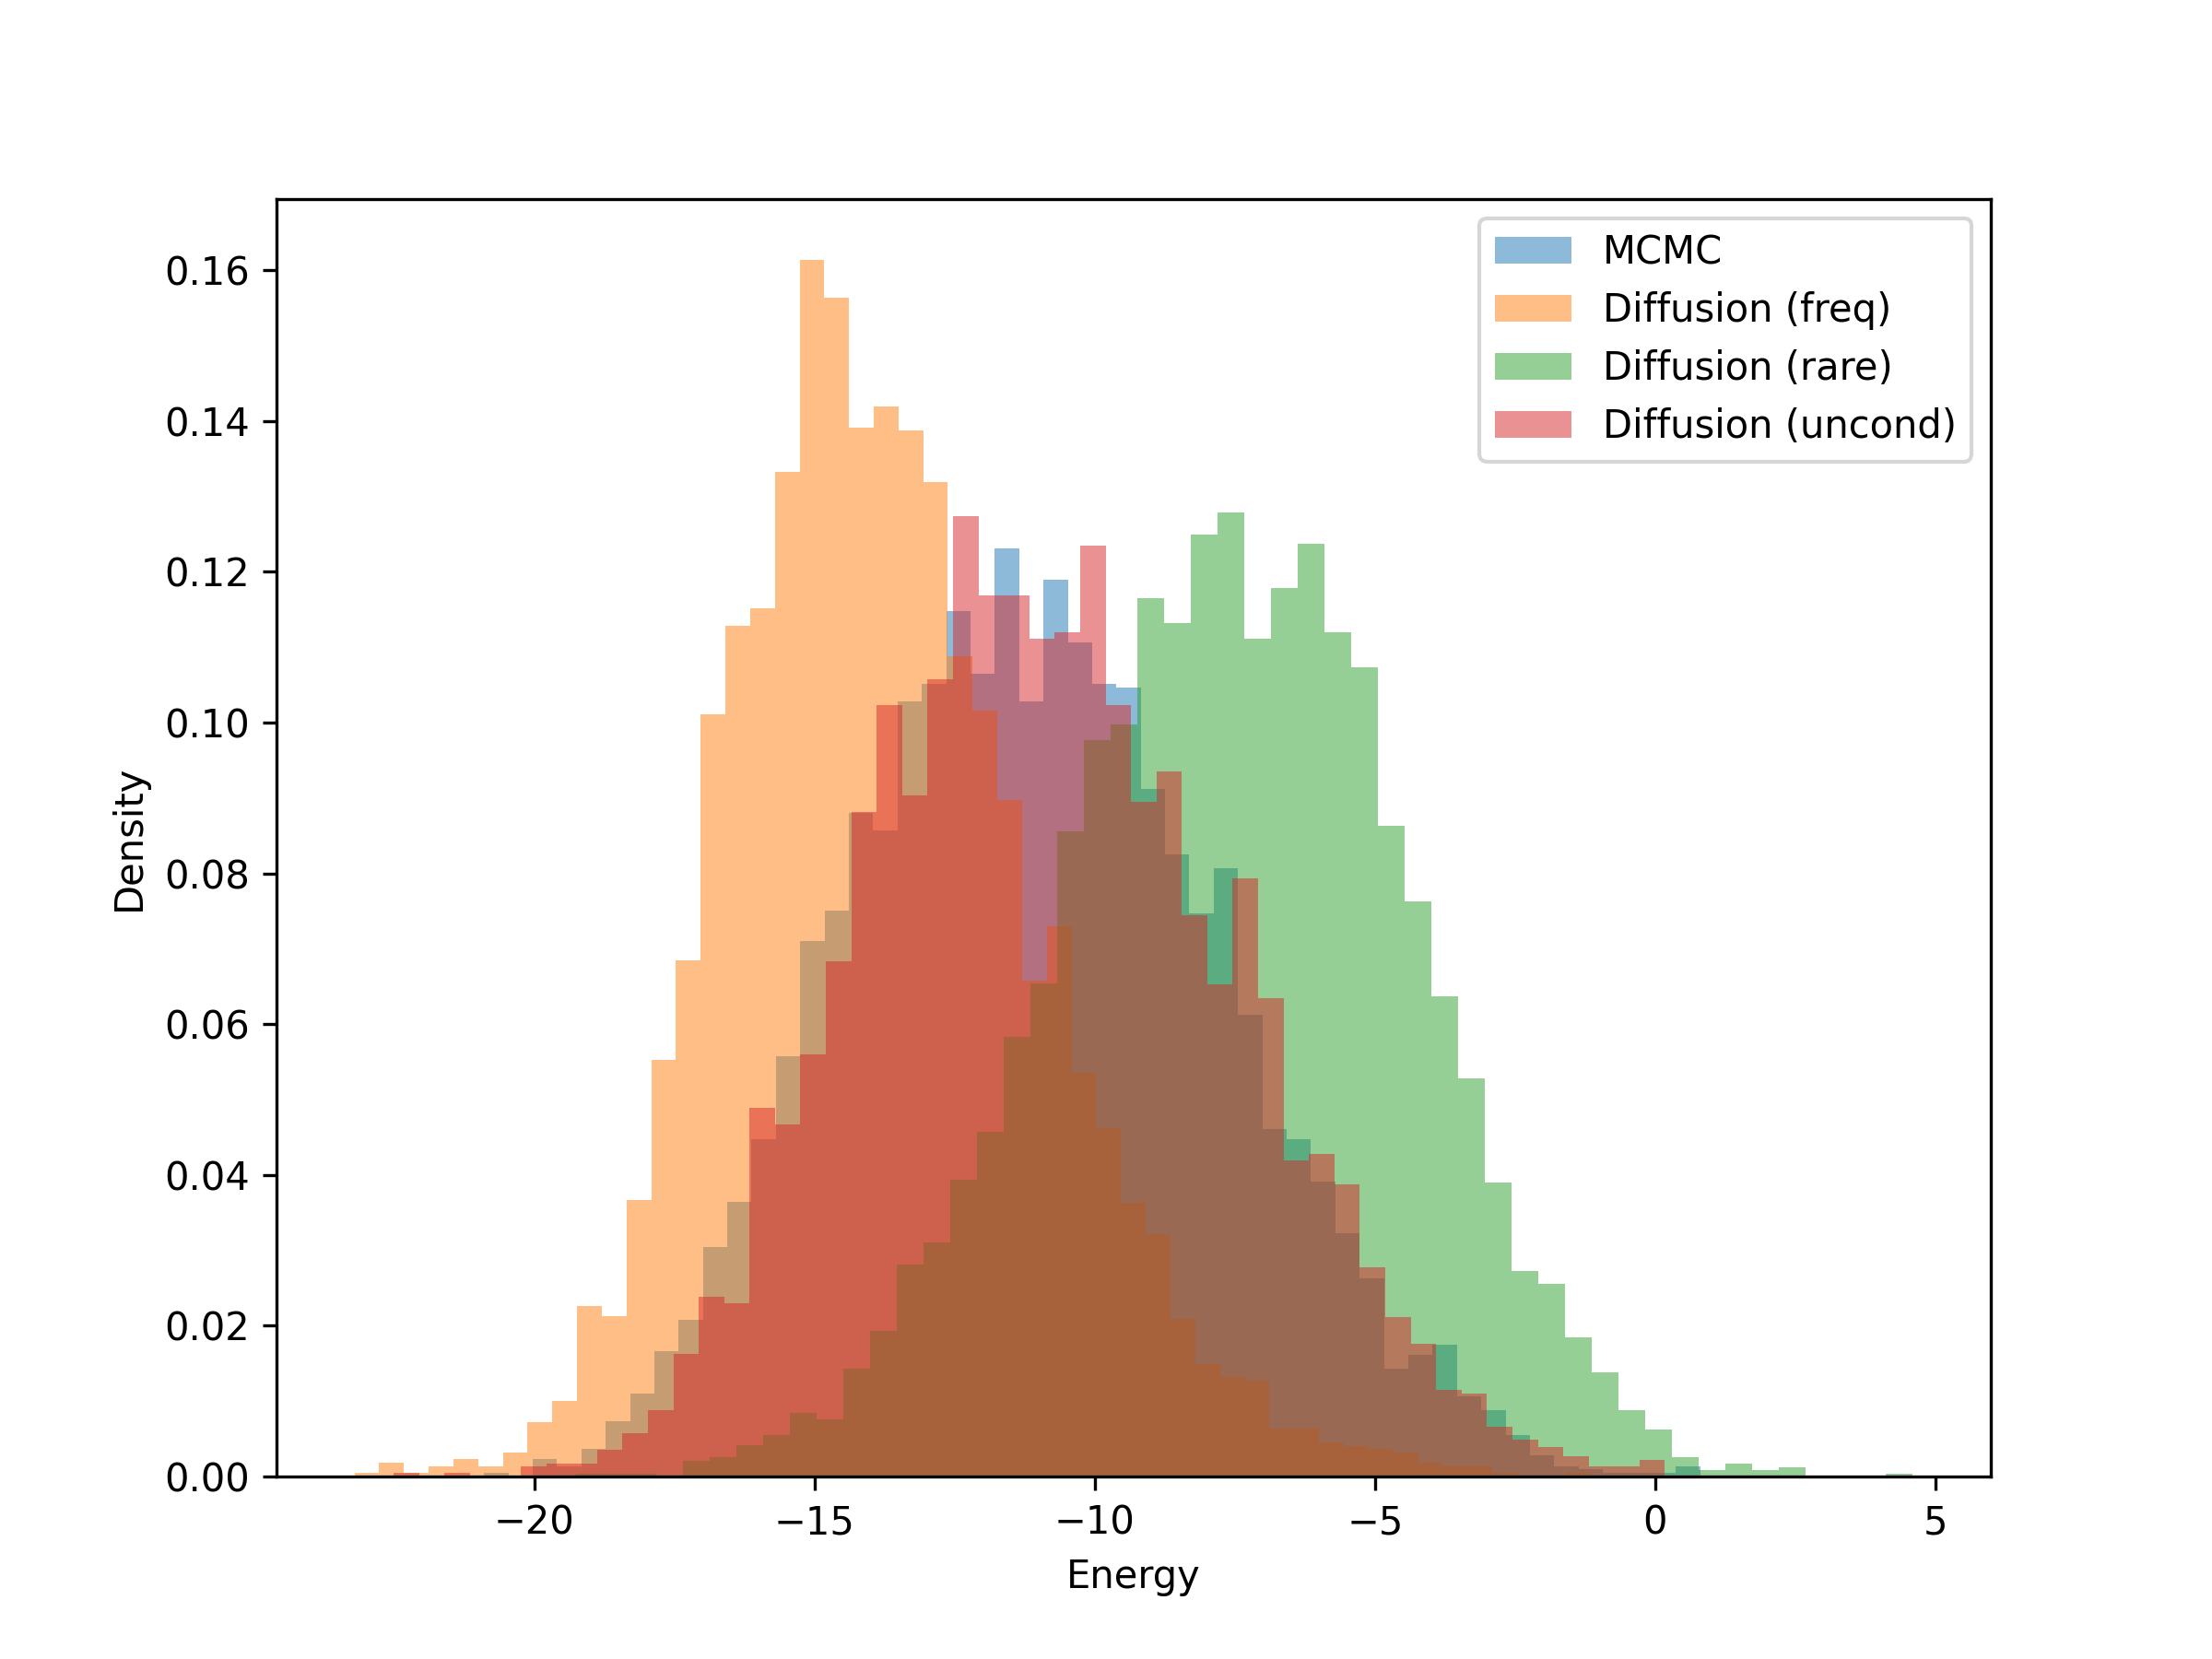 MCMC
Diffusion (freq)
Diffusion (rare)
Diffusion (uncond)
0.16
0.14
0.12
0.10
0.08
0.06
0.04
0.02
0.00
Density
−20 −15 −10 −5 0 5
Energy